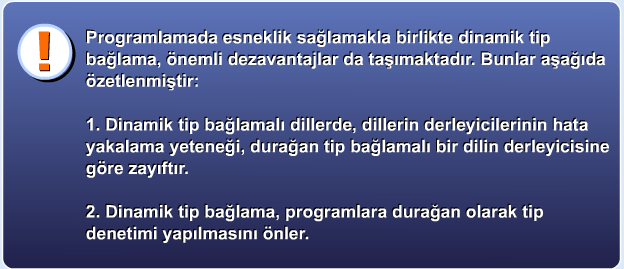 !
Programlamada esneklik sağlamakla birlikte dinamik tip
bağlama, önemli dezavantajlar da taşımaktadır. Bunlar aşağıda
özetlenmiştir:
1. Dinamik tip bağlamalı dillerde, dillerin derleyicilerinin hata
yakalama yeteneği, durağan tip bağlamalı bir dilin derleyicisine
göre zayıftır.
2. Dinamik tip bağlama, programlara durağan olarak tip
denetimi yapılmasını önler.